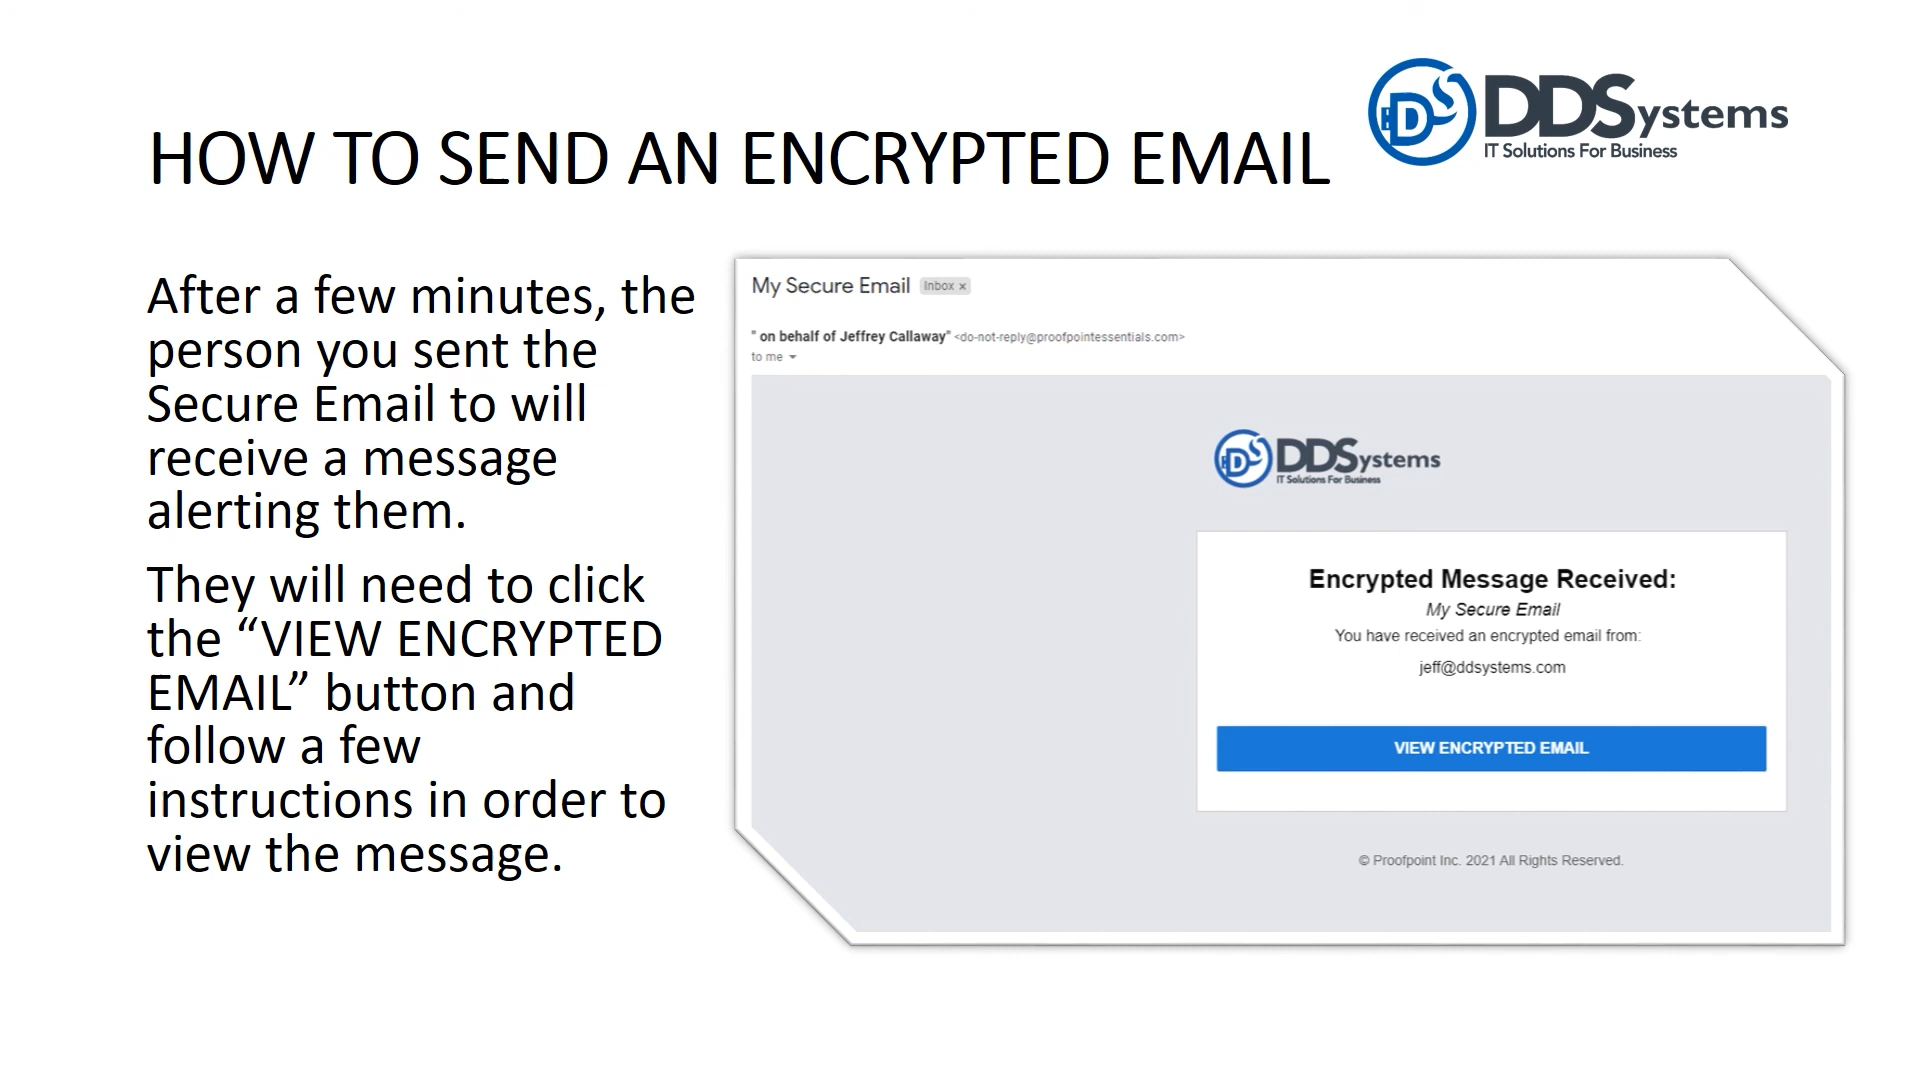 DDSystems
IT Solutions For Business
HOW TO SEND AN ENCRYPTED EMAIL
After a few minutes, the
person you sent the
Secure Email to will
receive a message
alerting them.
They will need to click
the “VIEW ENCRYPTED
EMAIL” button and
follow a few
instructions in order to
view the message.
My Secure Email Inbox x
" on behalf of Jeffrey Callaway" <do-not-reply@proofpointessentials.com>
to me
DDSystems
IT Solutions For Business
Encrypted Message Received:
My Secure Email
You have received an encrypted email from:
jeff@ddsystems.com
VIEW ENCRYPTED EMAIL
© Proofpoint Inc. 2021 All Rights Reserved.